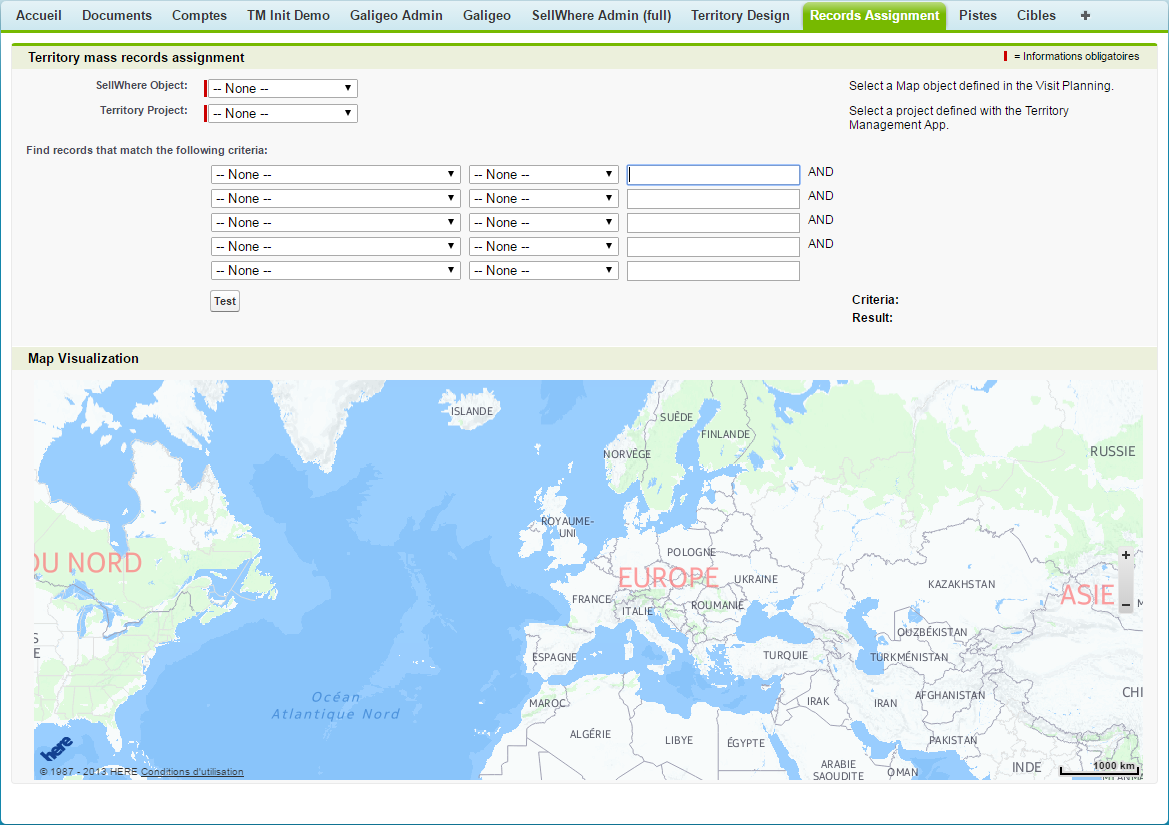 Accueil Documents Comptes TM Init Demo Galigeo Admin Galigeo SellWhere Admin (full) Territory Design Records Assignment Pistes Cibles +
Territory mass records assignment = Informations obligatoires
SellWhere Object: -- None -- Select a Map object defined in the Visit Planning.
Territory Project: -- None -- Select a project defined with the Territory
Management App.
Find records that match the following criteria:
-- None -- -- None -- AND
-- None -- -- None -- AND
-- None -- -- None -- AND
-- None -- -- None -- AND
-- None -- -- None --
Test Criteria:
Result:
Map Visualization
ISLANDE
SUÈDE
FINLANDE
NORVÈGE
RUSSIE
ROYAUME-
UNI
POLOGNE
DU NORD
EUROPE
UKRAINE
KAZAKHSTAN
ASIE
+
−
FRANCE
ITALIE
ROUMANIE
OUZBÉKISTAN
S
E
ESPAGNE
TURQUIE
TURKMÉNISTAN
Océan
Atlantique Nord
MAROC
IRAK
IRAN
AFGHANISTAN
CHI
ALGÉRIE
LIBYE
ÉGYPTE
PAKISTAN
here
ARABIE
SAOUDITE
OMAN
INDE
1000 km
© 1987 - 2013 HERE Conditions d'utilisation